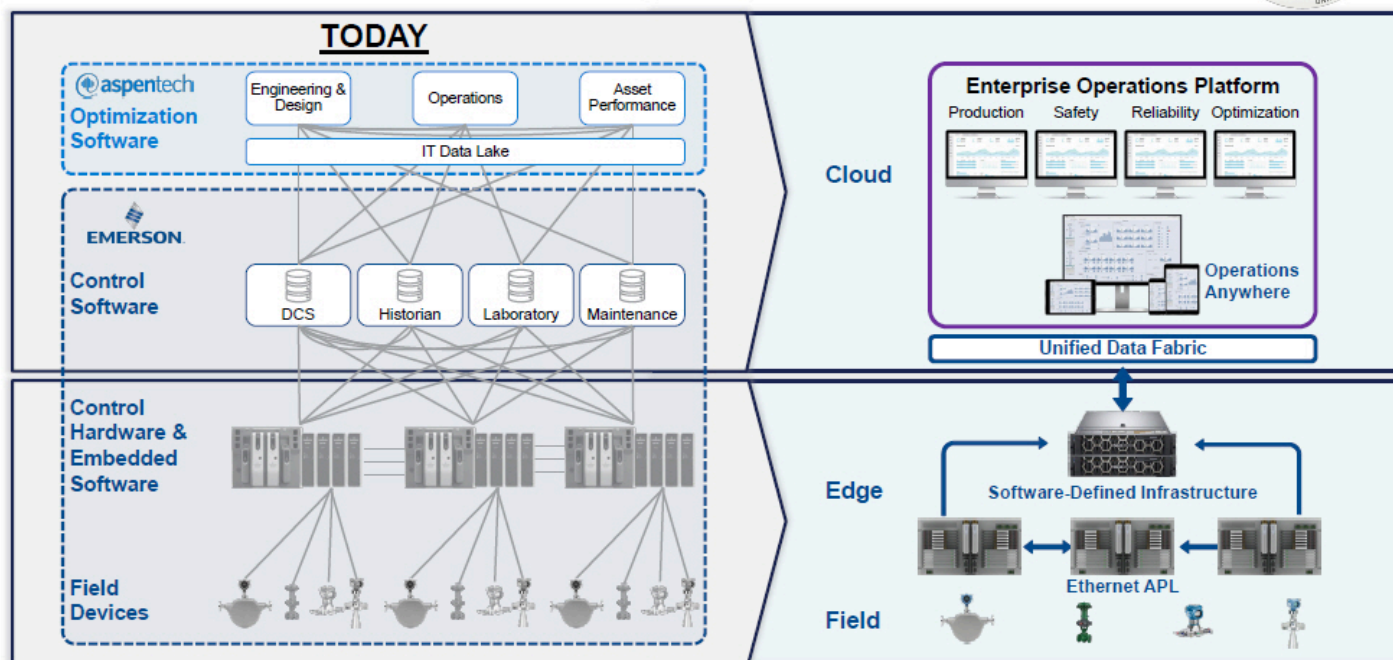 TODAY
aspentech
Optimization
Software
Engineering &
Design
Operations
Asset
Performance
IT Data Lake
EMERSON
Control
Software
DCS
Historian
Laboratory
Maintenance
Control
Hardware &
Embedded
Software
Field
Devices
Cloud
Enterprise Operations Platform
Production
Safety
Reliability
Optimization
Operations
Anywhere
Unified Data Fabric
Edge
Software-Defined Infrastructure
Ethernet APL
Field